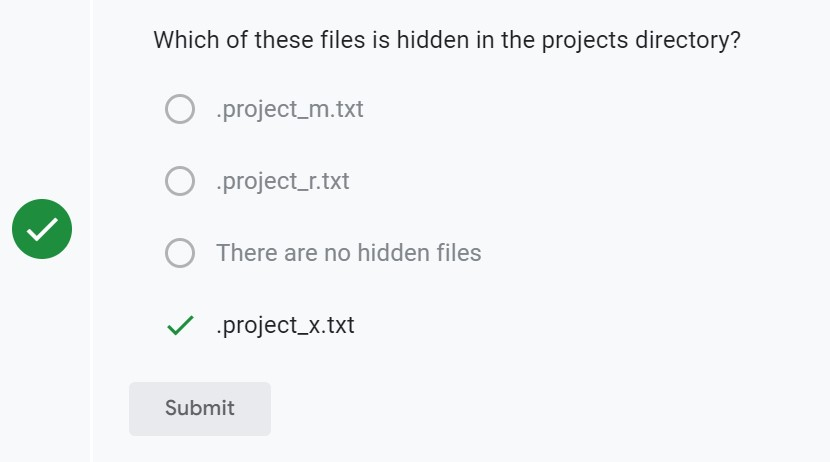 Which of these files is hidden in the projects directory?
.project_m.txt
.project_r.txt
There are no hidden files
.project_x.txt
Submit